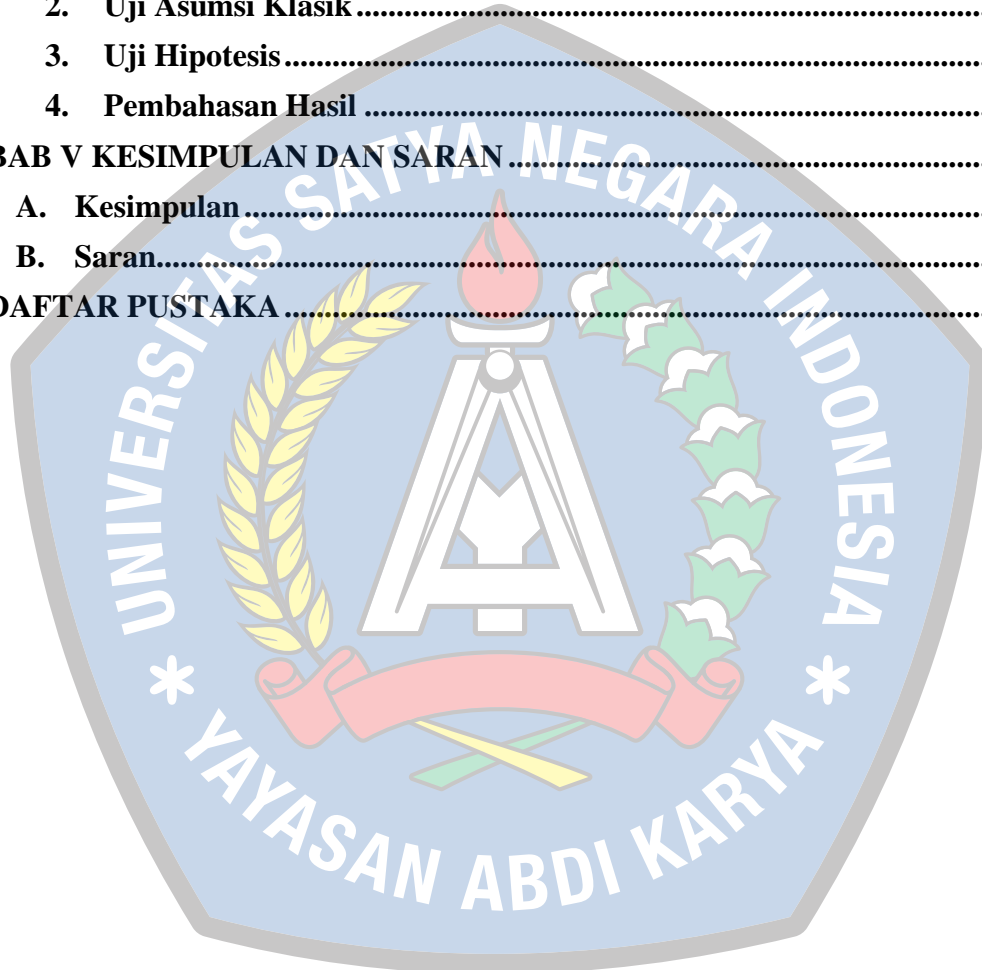 2. Uji Asumsi Klasik ........................................................................................
3. Uji Hipotesis ........................................................................................
4. Pembahasan Hasil ........................................................................................
BAB V KESIMPULAN DAN SARAN ........................................................................................
A. Kesimpulan ........................................................................................
B. Saran ........................................................................................
DAFTAR PUSTAKA ........................................................................................
UNIVERSITAS SATYA NEGARA INDONESIA
* YAYASAN ABDI KARYA *